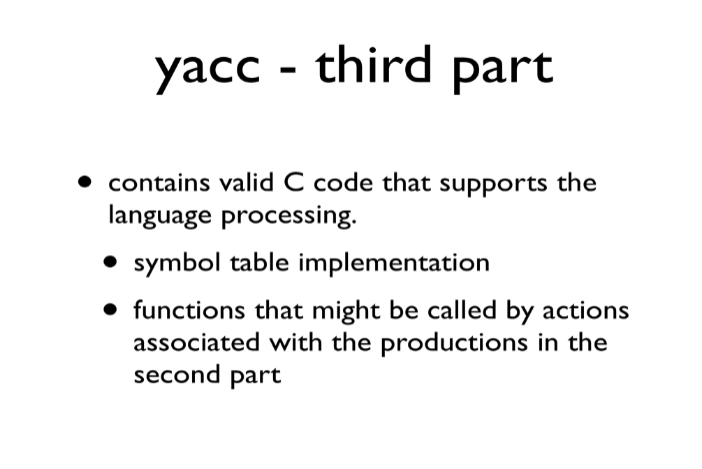 yacc - third part
• contains valid C code that supports the
language processing.
• symbol table implementation
• functions that might be called by actions
associated with the productions in the
second part